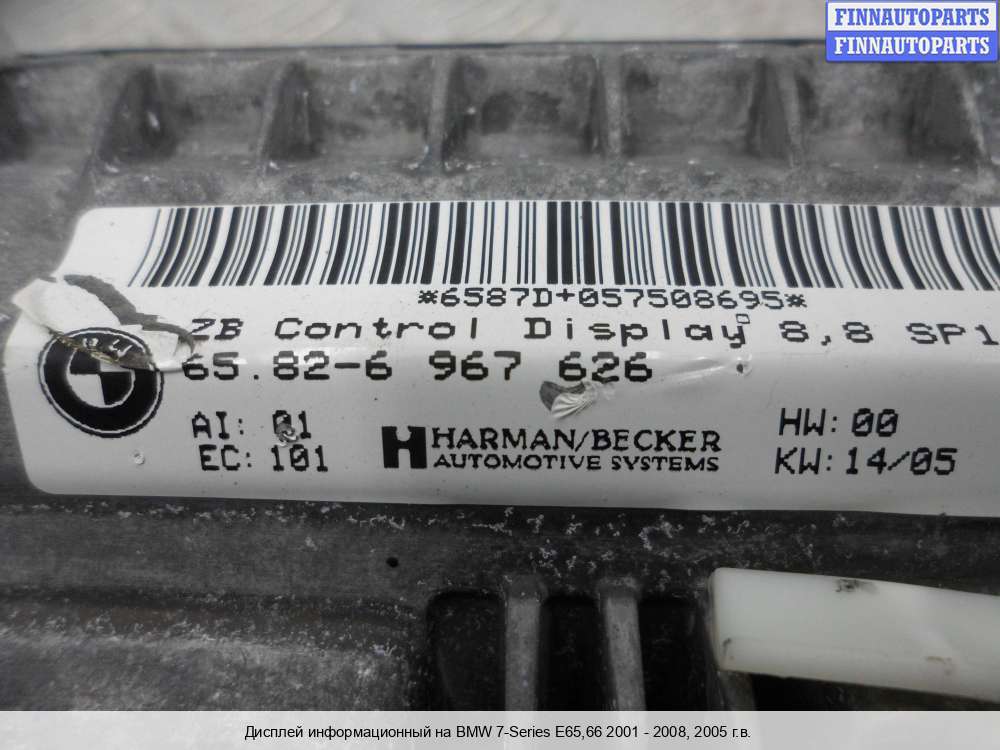 FINNAUTOPARTS
FINNAUTOPARTS
*6587D+057508695*
ZB Control Display 8,8 SP1
65.82-6 967 626
AI: 01
EC: 101
HARMAN/BECKER
AUTOMOTIVE SYSTEMS
HW: 00
KW: 14/05
Дисплей информационный на BMW 7-Series E65,66 2001 - 2008, 2005 г.в.